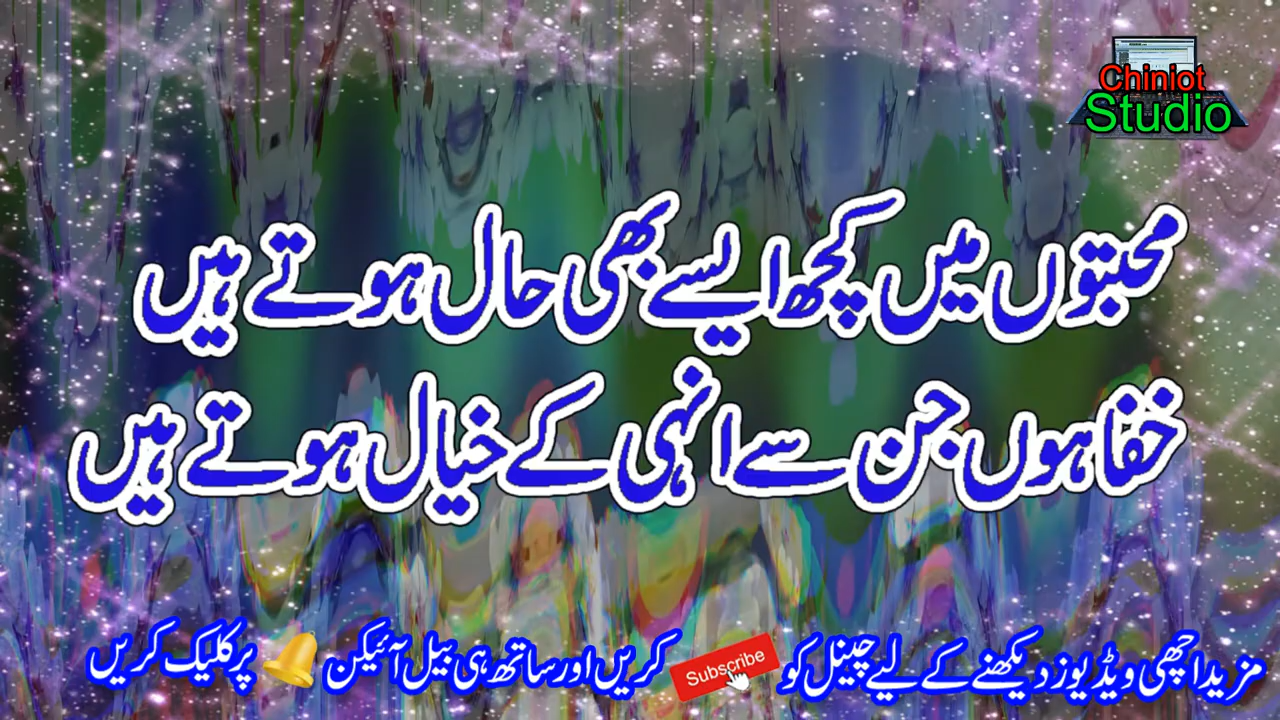 Chiniot
Studio
محبتوں میں کچھ ایسے بھی حال ہوتے ہیں
خفا ہوں جن سے انہی کے خیال ہوتے ہیں
مزید اچھی ویڈیوز دیکھنے کے لیے چینل کو Subscribe کریں اور ساتھ ہی بیل آئیکن پر کلیک کریں